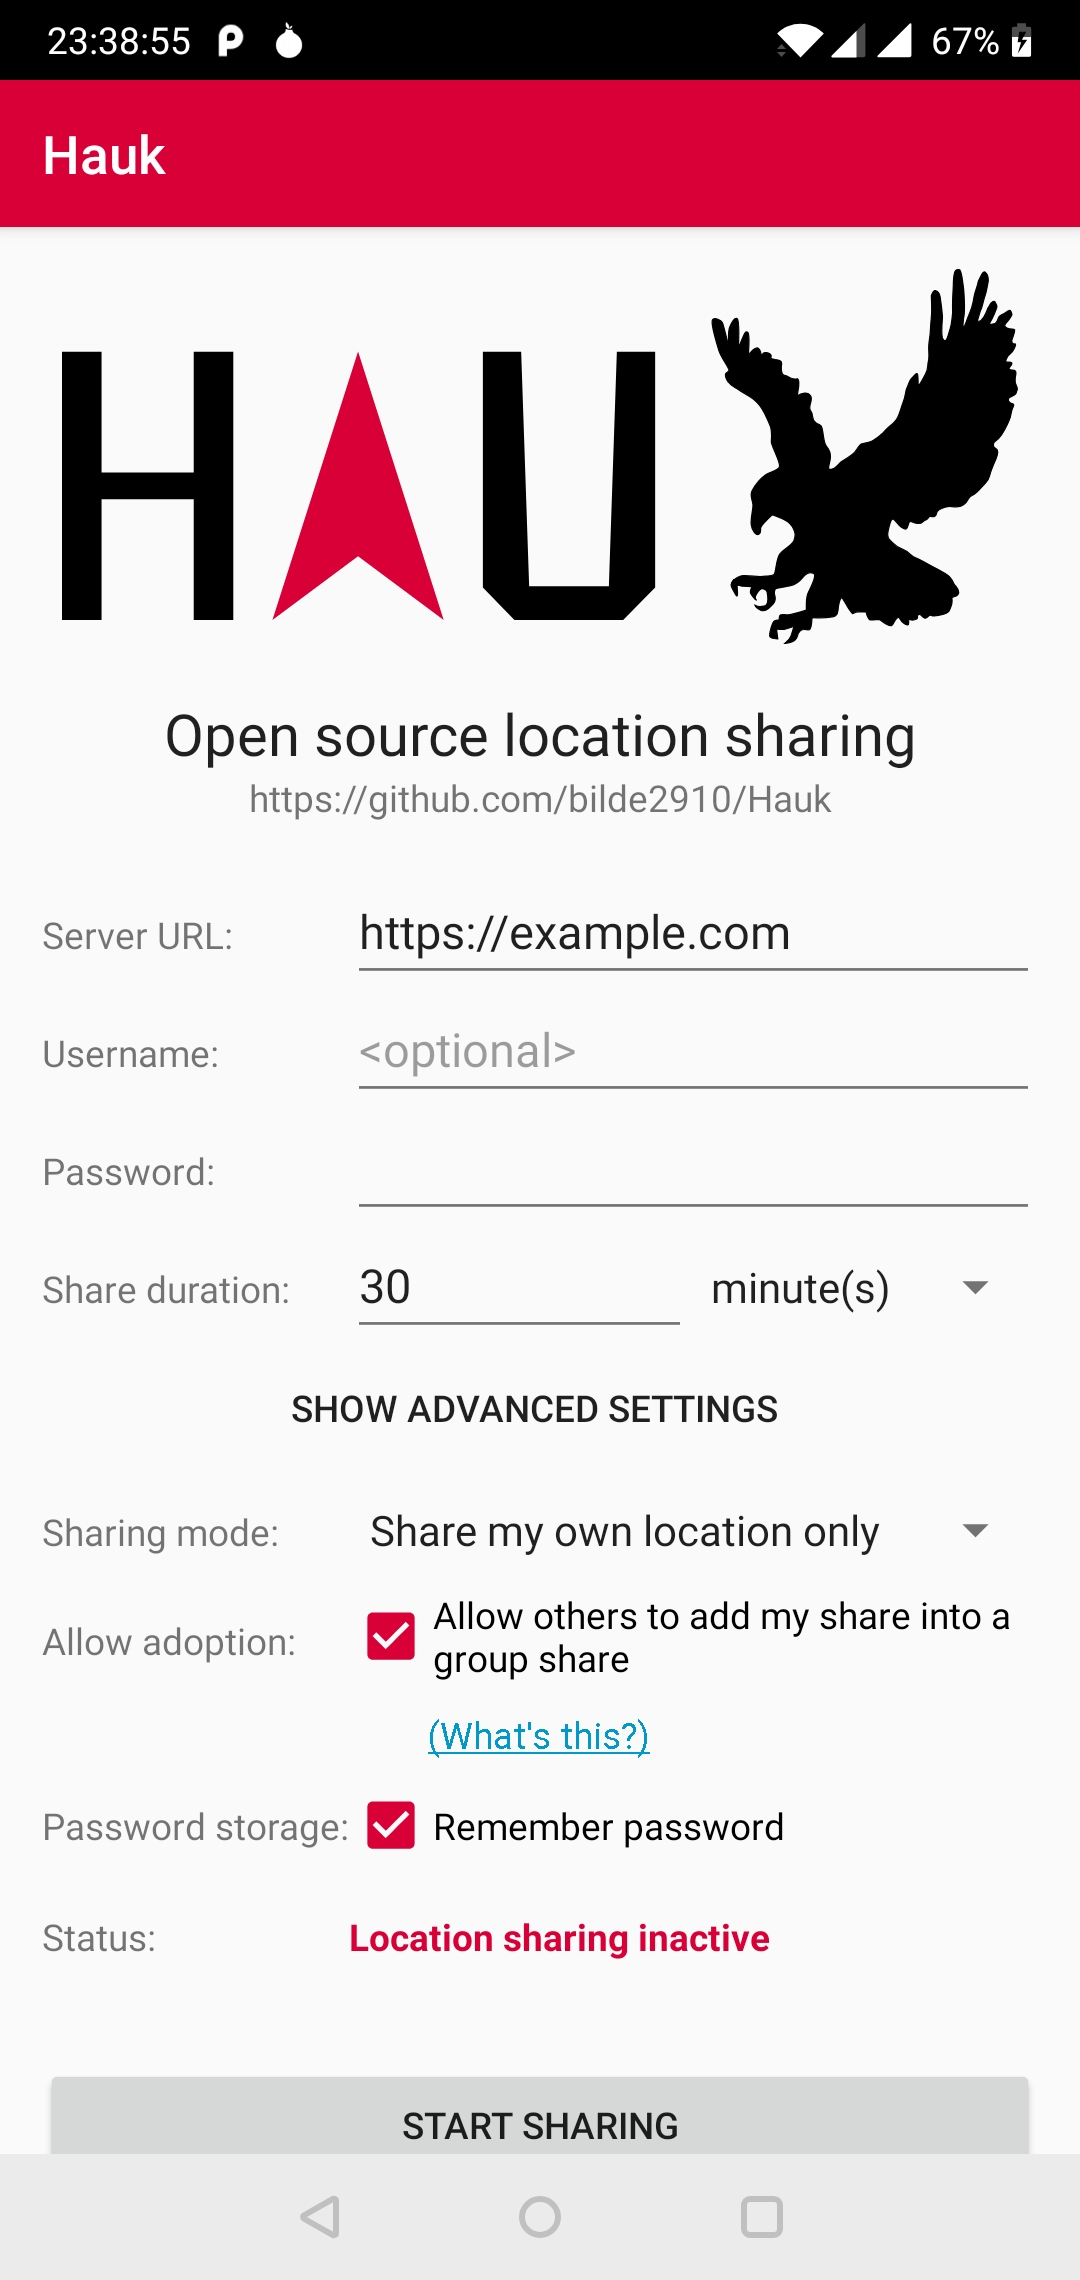 23:38:55
67%
Hauk
HAU
Open source location sharing
https://github.com/bilde2910/Hauk
Server URL: https://example.com
Username: <optional>
Password:
Share duration: 30 minute(s)
SHOW ADVANCED SETTINGS
Sharing mode: Share my own location only
Allow adoption: Allow others to add my share into a
group share
(What's this?)
Password storage: Remember password
Status: Location sharing inactive
START SHARING